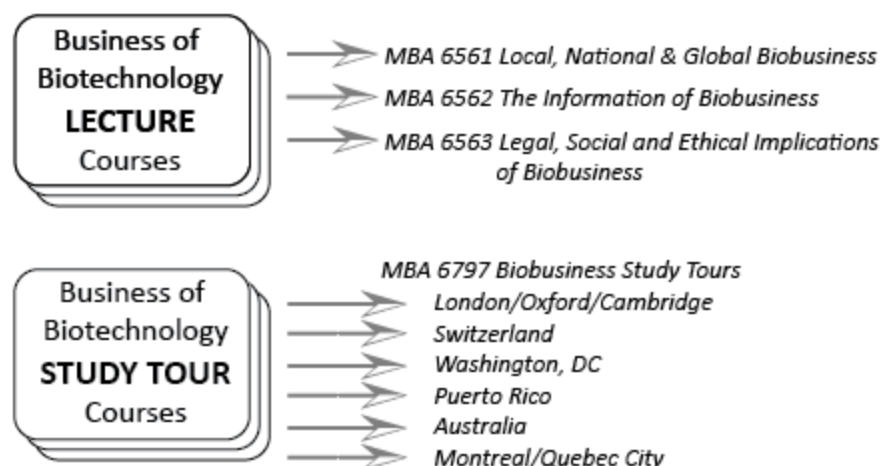 Business of
Biotechnology
LECTURE
Courses
MBA 6561 Local, National & Global Biobusiness
MBA 6562 The Information of Biobusiness
MBA 6563 Legal, Social and Ethical Implications
of Biobusiness
Business of
Biotechnology
STUDY TOUR
Courses
MBA 6797 Biobusiness Study Tours
London/Oxford/Cambridge
Switzerland
Washington, DC
Puerto Rico
Australia
Montreal/Quebec City